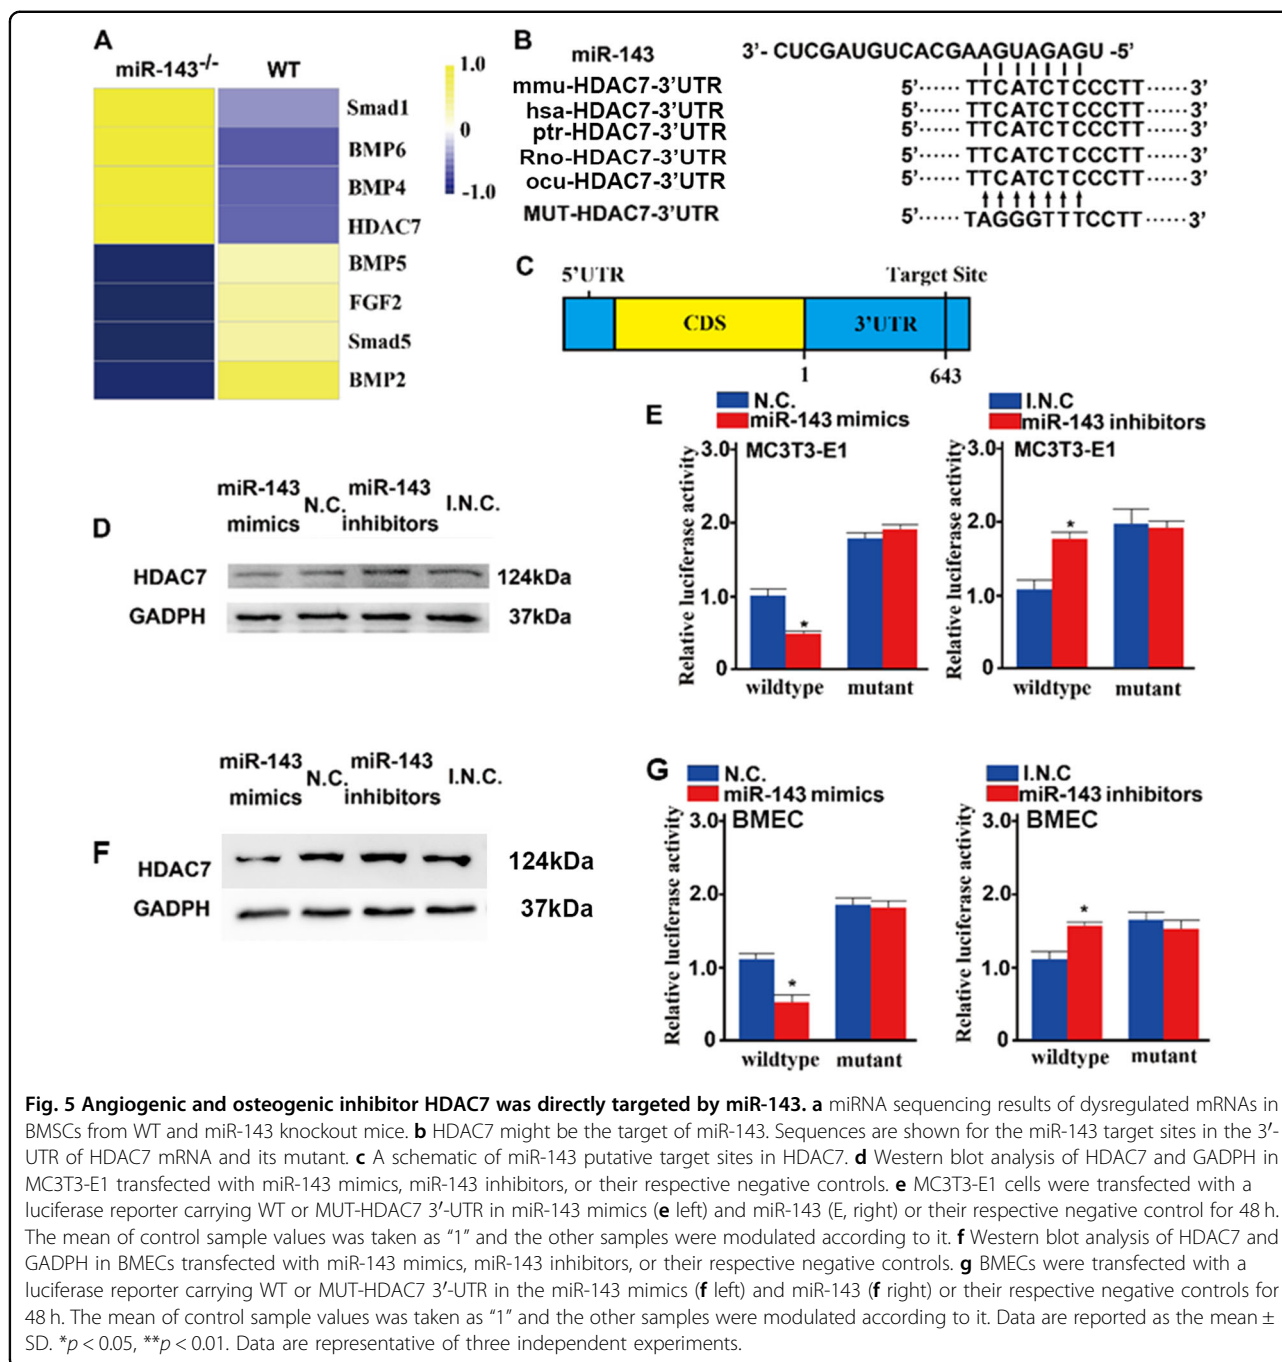 A
miR-143-/- WT
1.0
0
-1.0
Smad1
BMP6
BMP4
HDAC7
BMP5
FGF2
Smad5
BMP2
B
miR-143 3'- CUCGAUGUCACGAAGUAGAGU -5'
mmu-HDAC7-3'UTR 5'······ TTCATCTCCCTT ······3'
hsa-HDAC7-3'UTR 5'······ TTCATCTCCCTT ······3'
ptr-HDAC7-3'UTR 5'······ TTCATCTCCCTT ······3'
Rno-HDAC7-3'UTR 5'······ TTCATCTCCCTT ······3'
ocu-HDAC7-3'UTR 5'······ TTCATCTCCCTT ······3'
MUT-HDAC7-3'UTR 5'······ TAGGGTTTCCTT ······3'
C
5'UTR Target Site
CDS 3'UTR
1 643
D
miR-143 mimics N.C. miR-143 inhibitors I.N.C.
HDAC7 124kDa
GADPH 37kDa
E
N.C.
miR-143 mimics
MC3T3-E1
Relative luciferase activity
3.0
2.0
1.0
0
*
wildtype mutant
I.N.C
miR-143 inhibitors
MC3T3-E1
Relative luciferase activity
3.0
2.0
1.0
0
*
wildtype mutant
F
miR-143 mimics N.C. miR-143 inhibitors I.N.C.
HDAC7 124kDa
GADPH 37kDa
G
N.C.
miR-143 mimics
BMEC
Relative luciferase activity
3.0
2.0
1.0
0
*
wildtype mutant
I.N.C
miR-143 inhibitors
BMEC
Relative luciferase activity
3.0
2.0
1.0
0
*
wildtype mutant
Fig. 5 Angiogenic and osteogenic inhibitor HDAC7 was directly targeted by miR-143. a miRNA sequencing results of dysregulated mRNAs in
BMSCs from WT and miR-143 knockout mice. b HDAC7 might be the target of miR-143. Sequences are shown for the miR-143 target sites in the 3′-
UTR of HDAC7 mRNA and its mutant. c A schematic of miR-143 putative target sites in HDAC7. d Western blot analysis of HDAC7 and GADPH in
MC3T3-E1 transfected with miR-143 mimics, miR-143 inhibitors, or their respective negative controls. e MC3T3-E1 cells were transfected with a
luciferase reporter carrying WT or MUT-HDAC7 3′-UTR in miR-143 mimics (e left) and miR-143 (E, right) or their respective negative control for 48 h.
The mean of control sample values was taken as “1” and the other samples were modulated according to it. f Western blot analysis of HDAC7 and
GADPH in BMECs transfected with miR-143 mimics, miR-143 inhibitors, or their respective negative controls. g BMECs were transfected with a
luciferase reporter carrying WT or MUT-HDAC7 3′-UTR in the miR-143 mimics (f left) and miR-143 (f right) or their respective negative controls for
48 h. The mean of control sample values was taken as “1” and the other samples were modulated according to it. Data are reported as the mean ±
SD. *p < 0.05, **p < 0.01. Data are representative of three independent experiments.